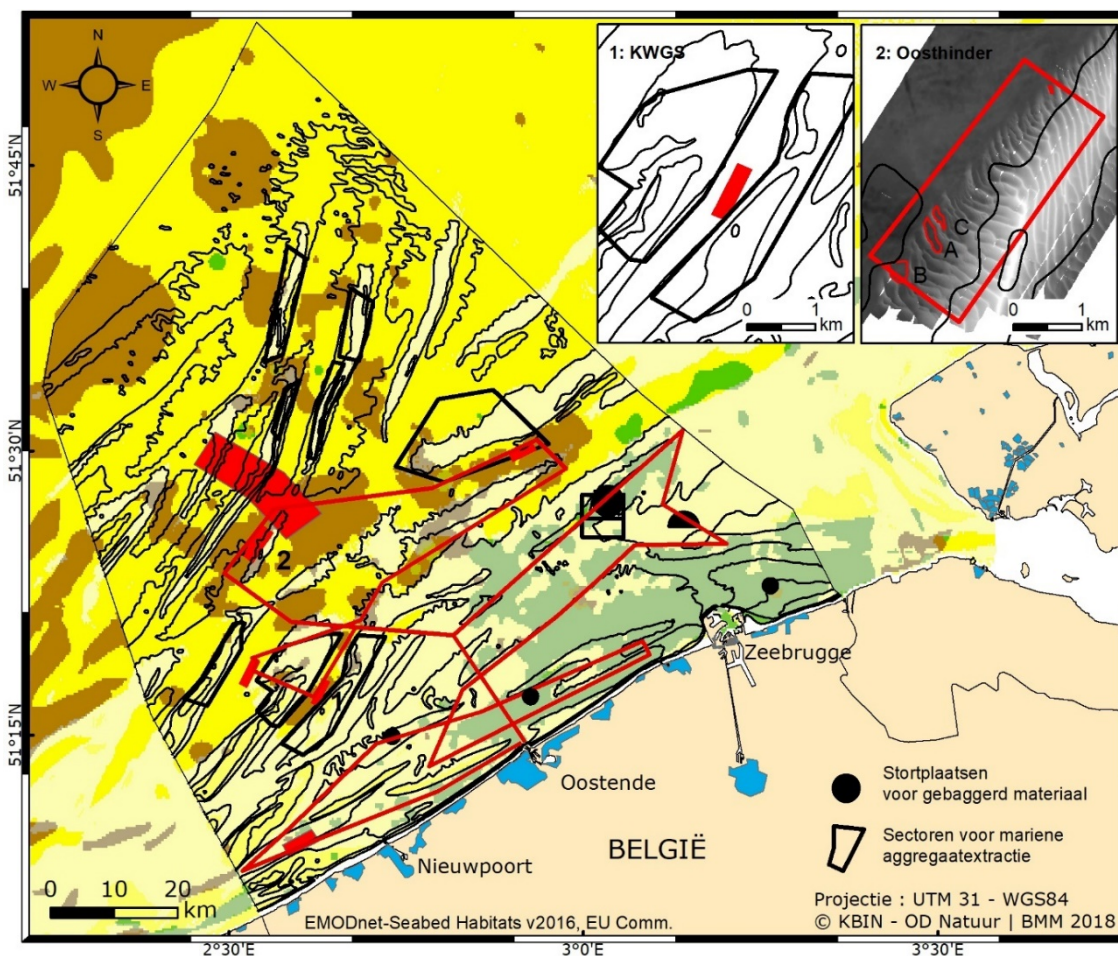 N
W E
S
1: KWGS
0 1
km
2: Oosthinder
C
A
B
0 1
km
51°45'N
51°30'N
51°15'N
2
Zeebrugge
Oostende
Nieuwpoort
BELGIË
Stortplaatsen
voor gebaggerd materiaal
Sectoren voor mariene
aggregaatextractie
0 10 20
km
EMODnet-Seabed Habitats v2016, EU Comm.
Projectie : UTM 31 - WGS84
© KBIN - OD Natuur | BMM 2018
2°30'E
3°0'E
3°30'E